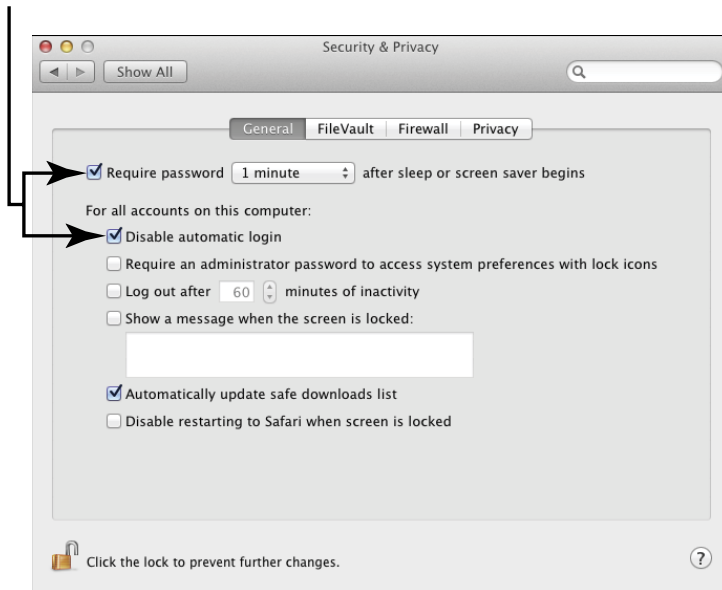 Security & Privacy
Show All
General FileVault Firewall Privacy
Require password 1 minute after sleep or screen saver begins
For all accounts on this computer:
Disable automatic login
Require an administrator password to access system preferences with lock icons
Log out after 60 minutes of inactivity
Show a message when the screen is locked:
Automatically update safe downloads list
Disable restarting to Safari when screen is locked
Click the lock to prevent further changes.
?